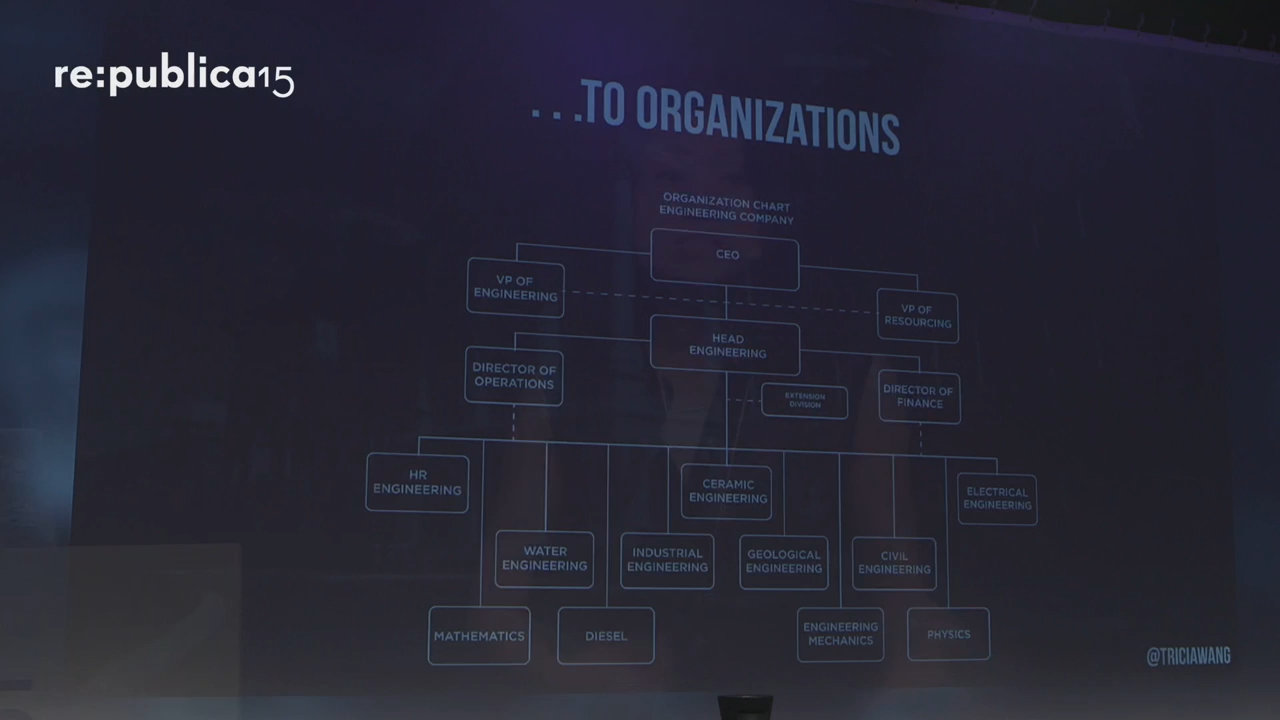 re:publica15
...TO ORGANIZATIONS
ORGANIZATION CHART
ENGINEERING COMPANY
CEO
VP OF
ENGINEERING
VP OF
RESOURCING
HEAD
ENGINEERING
DIRECTOR OF
OPERATIONS
EXTENSION
DIVISION
DIRECTOR OF
FINANCE
HR
ENGINEERING
CERAMIC
ENGINEERING
ELECTRICAL
ENGINEERING
WATER
ENGINEERING
INDUSTRIAL
ENGINEERING
GEOLOGICAL
ENGINEERING
CIVIL
ENGINEERING
MATHEMATICS
DIESEL
ENGINEERING
MECHANICS
PHYSICS
@TRICIAWANG